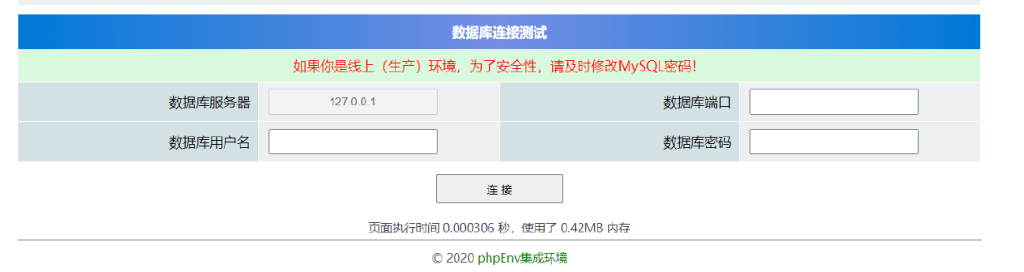 数据库连接测试
如果你是线上（生产）环境，为了安全性，请及时修改MySQL密码！
数据库服务器 127.0.0.1 数据库端口
数据库用户名 数据库密码
连 接
页面执行时间 0.000306 秒，使用了 0.42MB 内存
© 2020 phpEnv集成环境